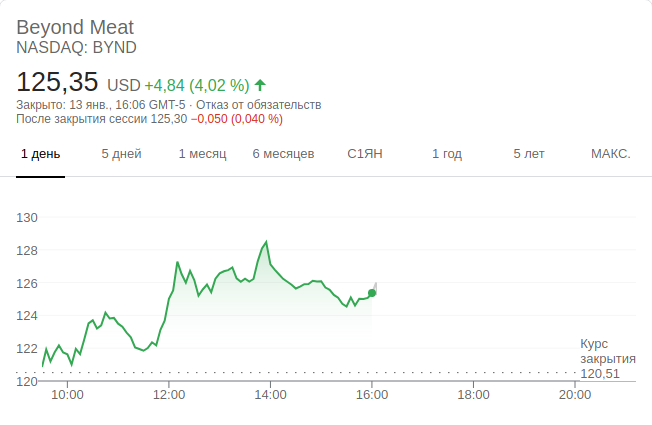 Beyond Meat
NASDAQ: BYND
125,35 USD +4,84 (4,02 %)
Закрыто: 13 янв., 16:06 GMT-5 · Отказ от обязательств
После закрытия сессии 125,30 −0,050 (0,040 %)
1 день 5 дней 1 месяц 6 месяцев С1ЯН 1 год 5 лет МАКС.
130
128
126
124
122
120
Курс
закрытия
120,51
10:00 12:00 14:00 16:00 18:00 20:00